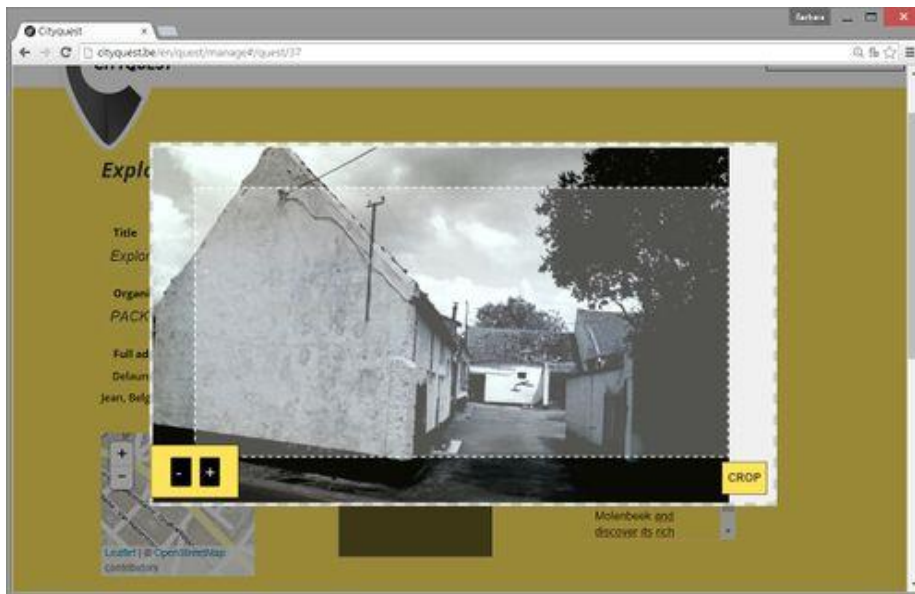 Barbara
Cityquest
cityquest.be/en/quest/manage#/quest/37
CITYQUEST
Explo
Title
Explor
Organi
PACK
Full ad
Delaun
Jean, Belg
+
-
- +
CROP
Molenbeek and
discover its rich
Leaflet | © OpenStreetMap
contributors